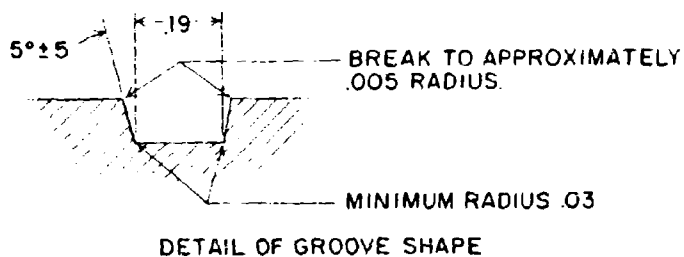 .19
5°±5
BREAK TO APPROXIMATELY
.005 RADIUS.
MINIMUM RADIUS .03
DETAIL OF GROOVE SHAPE